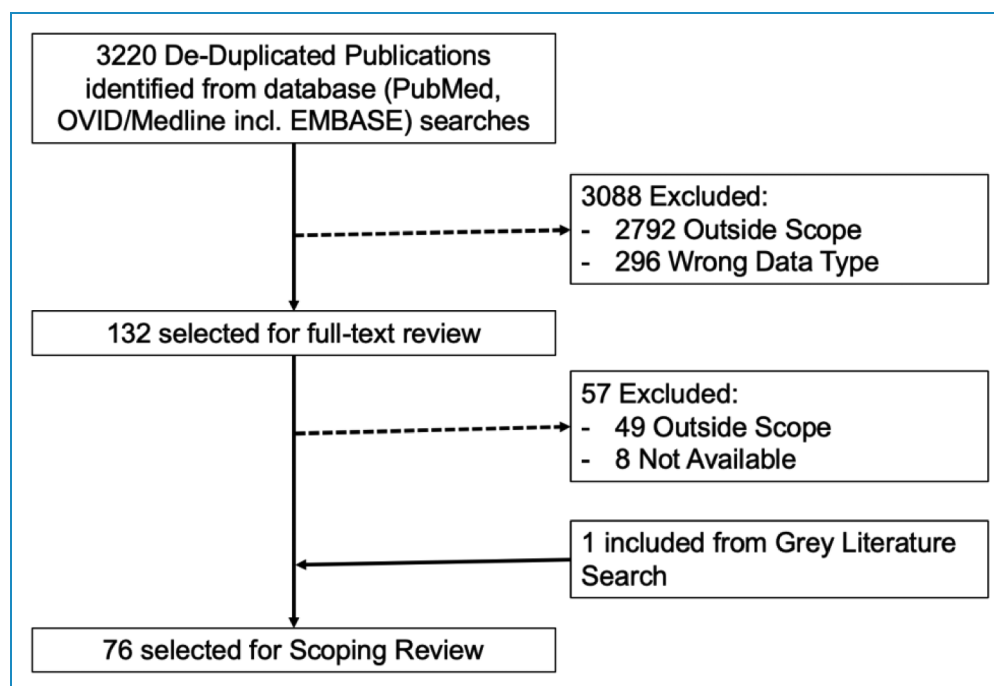 3220 De-Duplicated Publications
identified from database (PubMed,
OVID/Medline incl. EMBASE) searches
3088 Excluded:
- 2792 Outside Scope
- 296 Wrong Data Type
132 selected for full-text review
57 Excluded:
- 49 Outside Scope
- 8 Not Available
1 included from Grey Literature
Search
76 selected for Scoping Review